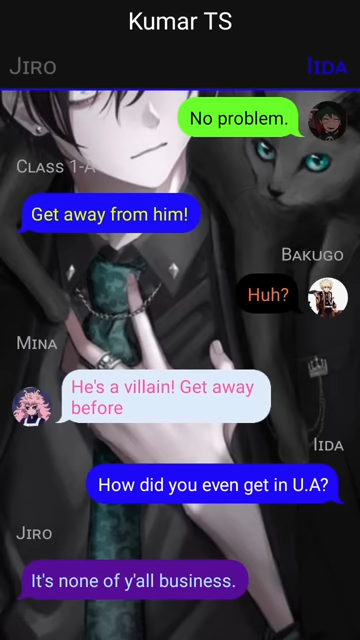 Kumar TS
JIRO
IIDA
No problem.
CLASS 1-A
Get away from him!
BAKUGO
Huh?
MINA
He's a villain! Get away
before
IIDA
How did you even get in U.A?
JIRO
It's none of y'all business.